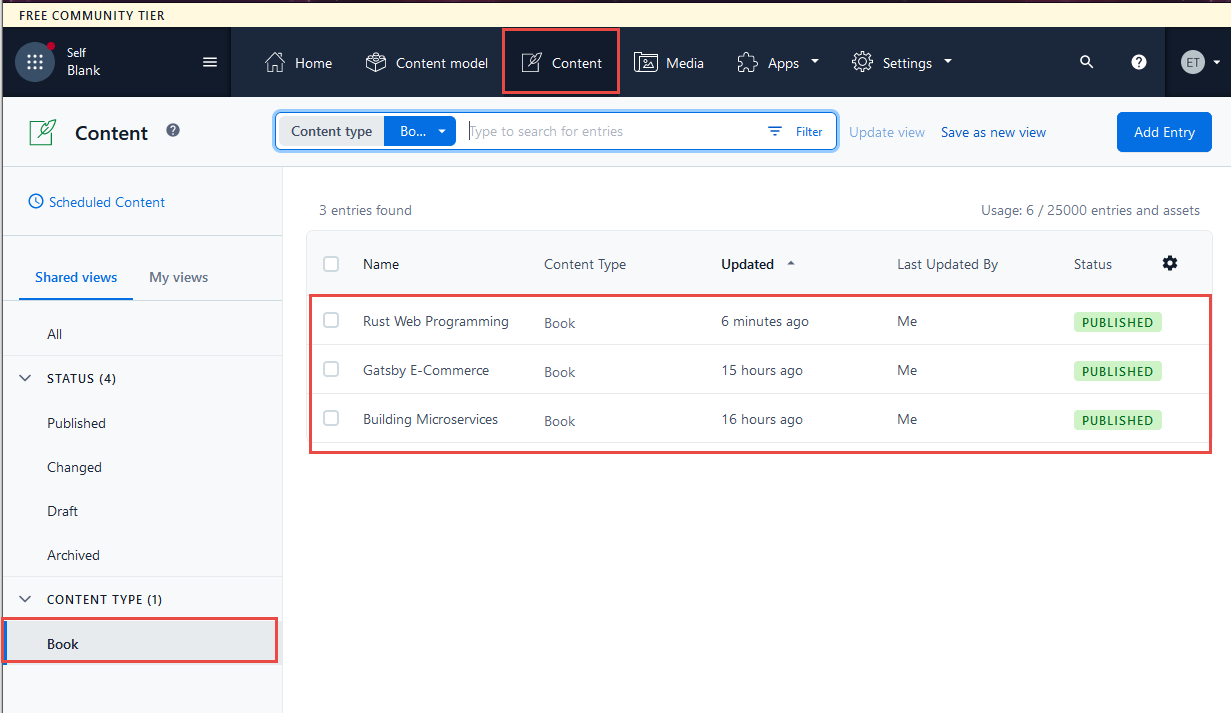 FREE COMMUNITY TIER
Self
Blank
Home
Content model
Content
Media
Apps
Settings
?
ET
Content
?
Content type
Bo...
Type to search for entries
Filter
Update view
Save as new view
Add Entry
Scheduled Content
Shared views
My views
All
STATUS (4)
Published
Changed
Draft
Archived
CONTENT TYPE (1)
Book
3 entries found
Usage: 6 / 25000 entries and assets
Name Content Type Updated Last Updated By Status
Rust Web Programming Book 6 minutes ago Me PUBLISHED
Gatsby E-Commerce Book 15 hours ago Me PUBLISHED
Building Microservices Book 16 hours ago Me PUBLISHED